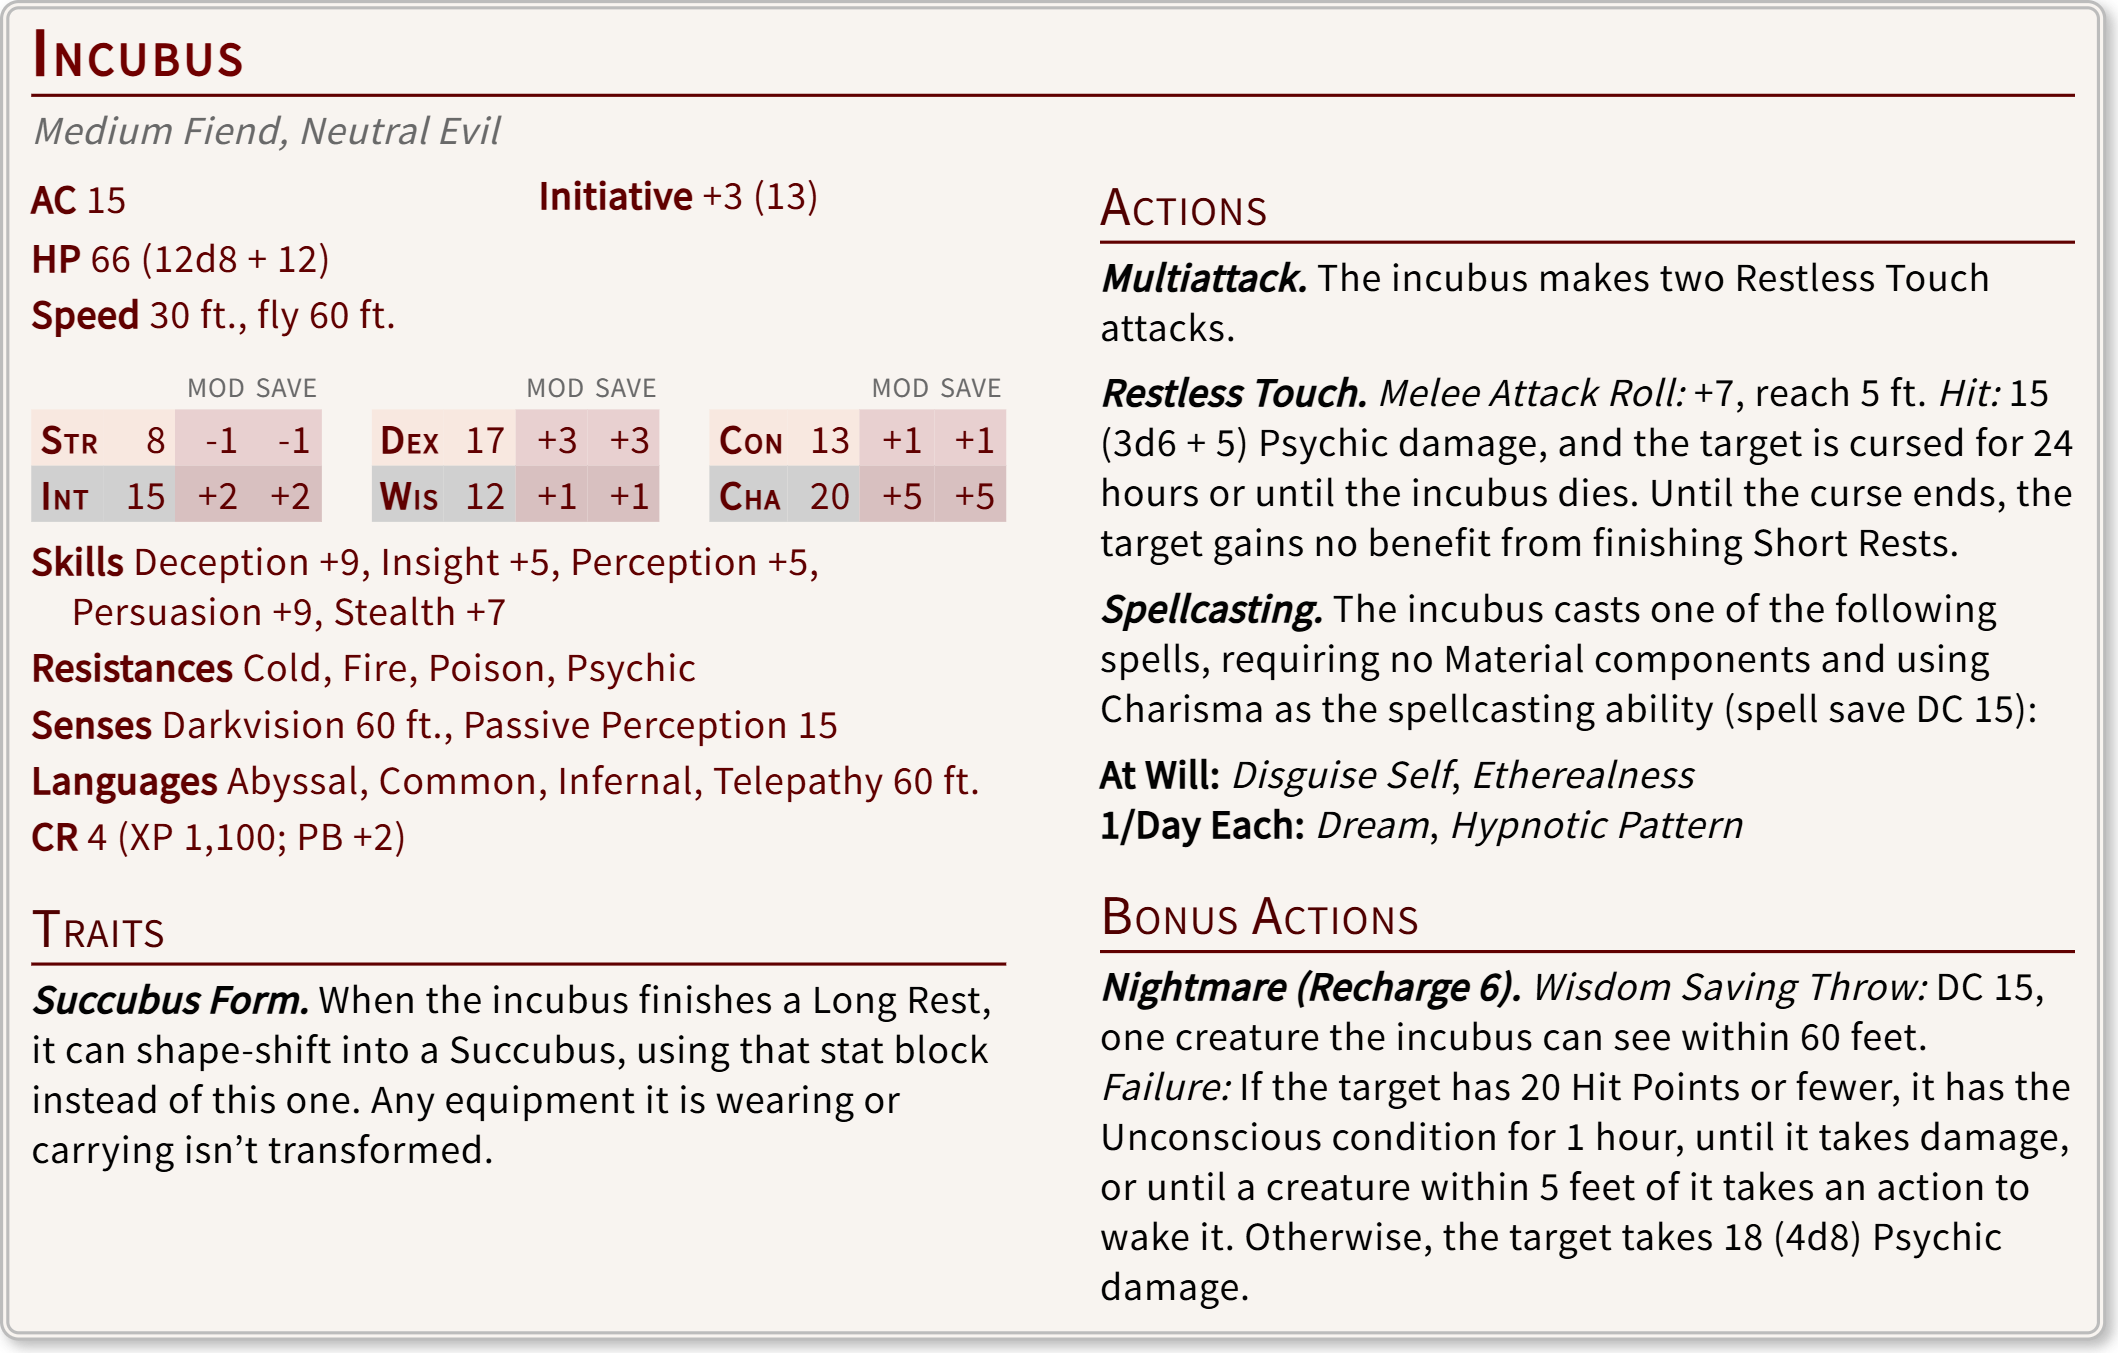 INCUBUS
Medium Fiend, Neutral Evil
AC 15
Initiative +3 (13)
HP 66 (12d8 + 12)
Speed 30 ft., fly 60 ft.
MOD SAVE MOD SAVE MOD SAVE
STR 8 -1 -1 DEX 17 +3 +3 CON 13 +1 +1
INT 15 +2 +2 WIS 12 +1 +1 CHA 20 +5 +5
Skills Deception +9, Insight +5, Perception +5,
Persuasion +9, Stealth +7
Resistances Cold, Fire, Poison, Psychic
Senses Darkvision 60 ft., Passive Perception 15
Languages Abyssal, Common, Infernal, Telepathy 60 ft.
CR 4 (XP 1,100; PB +2)
TRAITS
Succubus Form. When the incubus finishes a Long Rest,
it can shape-shift into a Succubus, using that stat block
instead of this one. Any equipment it is wearing or
carrying isn’t transformed.
ACTIONS
Multiattack. The incubus makes two Restless Touch
attacks.
Restless Touch. Melee Attack Roll: +7, reach 5 ft. Hit: 15
(3d6 + 5) Psychic damage, and the target is cursed for 24
hours or until the incubus dies. Until the curse ends, the
target gains no benefit from finishing Short Rests.
Spellcasting. The incubus casts one of the following
spells, requiring no Material components and using
Charisma as the spellcasting ability (spell save DC 15):
At Will: Disguise Self, Etherealness
1/Day Each: Dream, Hypnotic Pattern
BONUS ACTIONS
Nightmare (Recharge 6). Wisdom Saving Throw: DC 15,
one creature the incubus can see within 60 feet.
Failure: If the target has 20 Hit Points or fewer, it has the
Unconscious condition for 1 hour, until it takes damage,
or until a creature within 5 feet of it takes an action to
wake it. Otherwise, the target takes 18 (4d8) Psychic
damage.